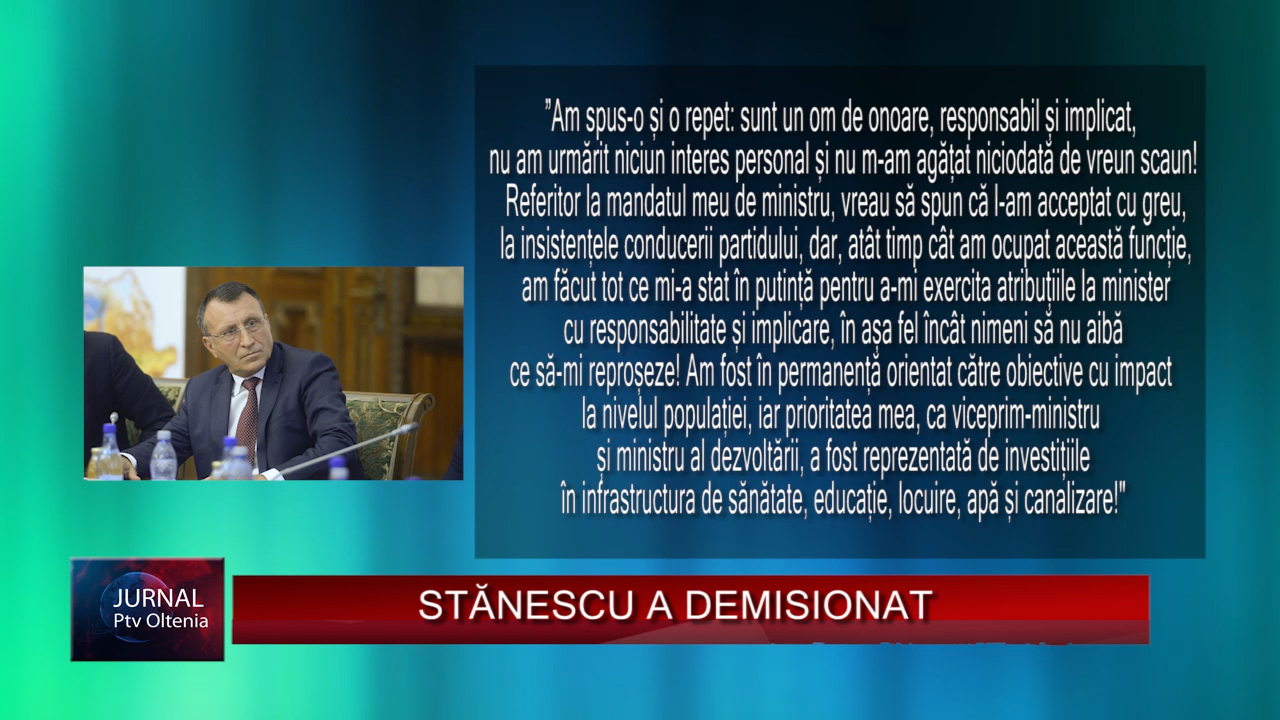 ”Am spus-o și o repet: sunt un om de onoare, responsabil și implicat,
nu am urmărit niciun interes personal și nu m-am agățat niciodată de vreun scaun!
Referitor la mandatul meu de ministru, vreau să spun că l-am acceptat cu greu,
la insistențele conducerii partidului, dar, atât timp cât am ocupat această funcție,
am făcut tot ce mi-a stat în putință pentru a-mi exercita atribuțiile la minister
cu responsabilitate și implicare, în așa fel încât nimeni să nu aibă
ce să-mi reproșeze! Am fost în permanență orientat către obiective cu impact
la nivelul populației, iar prioritatea mea, ca viceprim-ministru
și ministru al dezvoltării, a fost reprezentată de investițiile
în infrastructura de sănătate, educație, locuire, apă și canalizare!"
STĂNESCU A DEMISIONAT
JURNAL
Ptv Oltenia